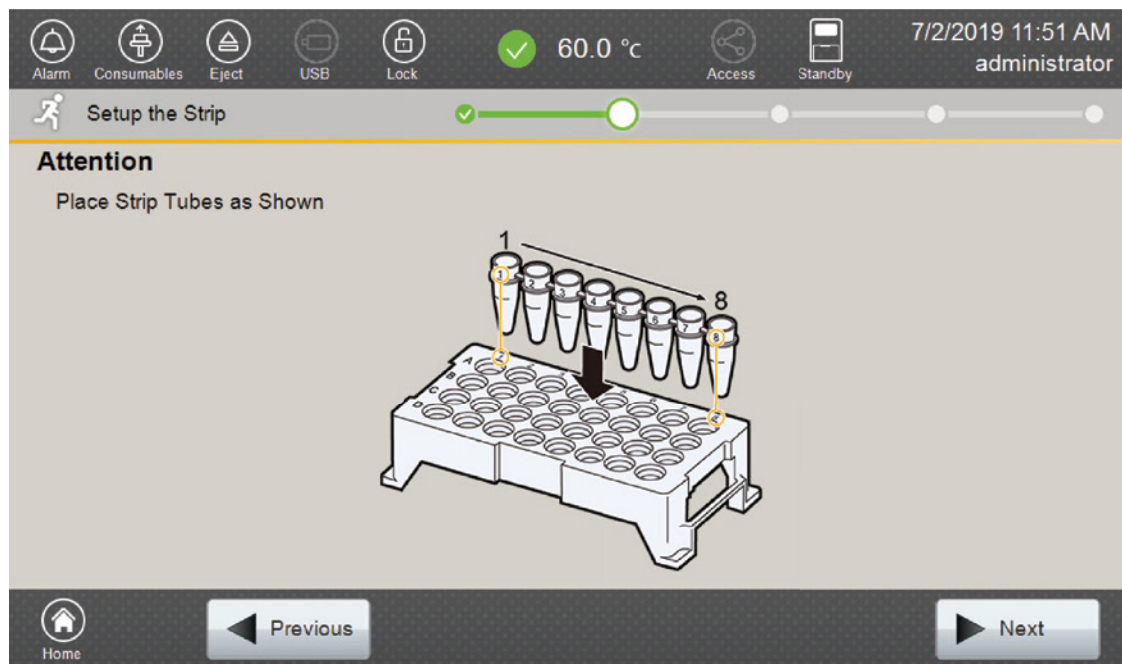 60.0 °c
7/2/2019 11:51 AM
administrator
Alarm
Consumables
Eject
USB
Lock
Access
Standby
Setup the Strip
Attention
Place Strip Tubes as Shown
1
8
1 2 3 4 5 6 7 8
A
B
C
D
Previous
Next
Home